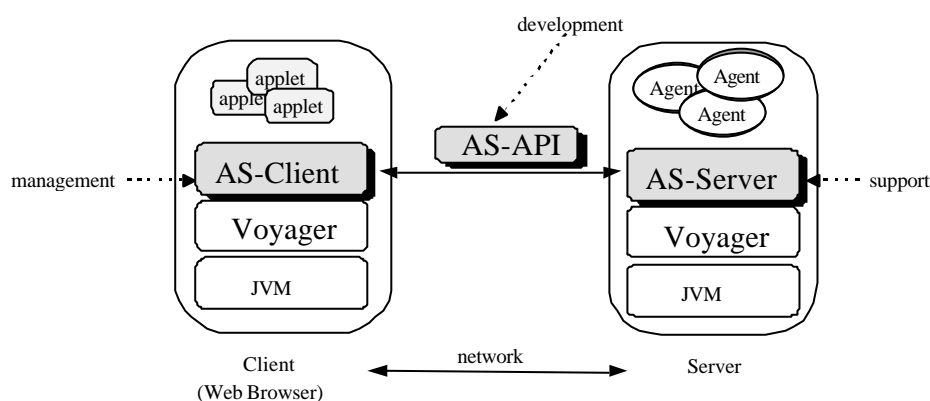 development
applet
applet
applet
Agent
Agent
Agent
AS-API
management
AS-Client
AS-Server
support
Voyager
Voyager
JVM
JVM
Client
(Web Browser)
network
Server